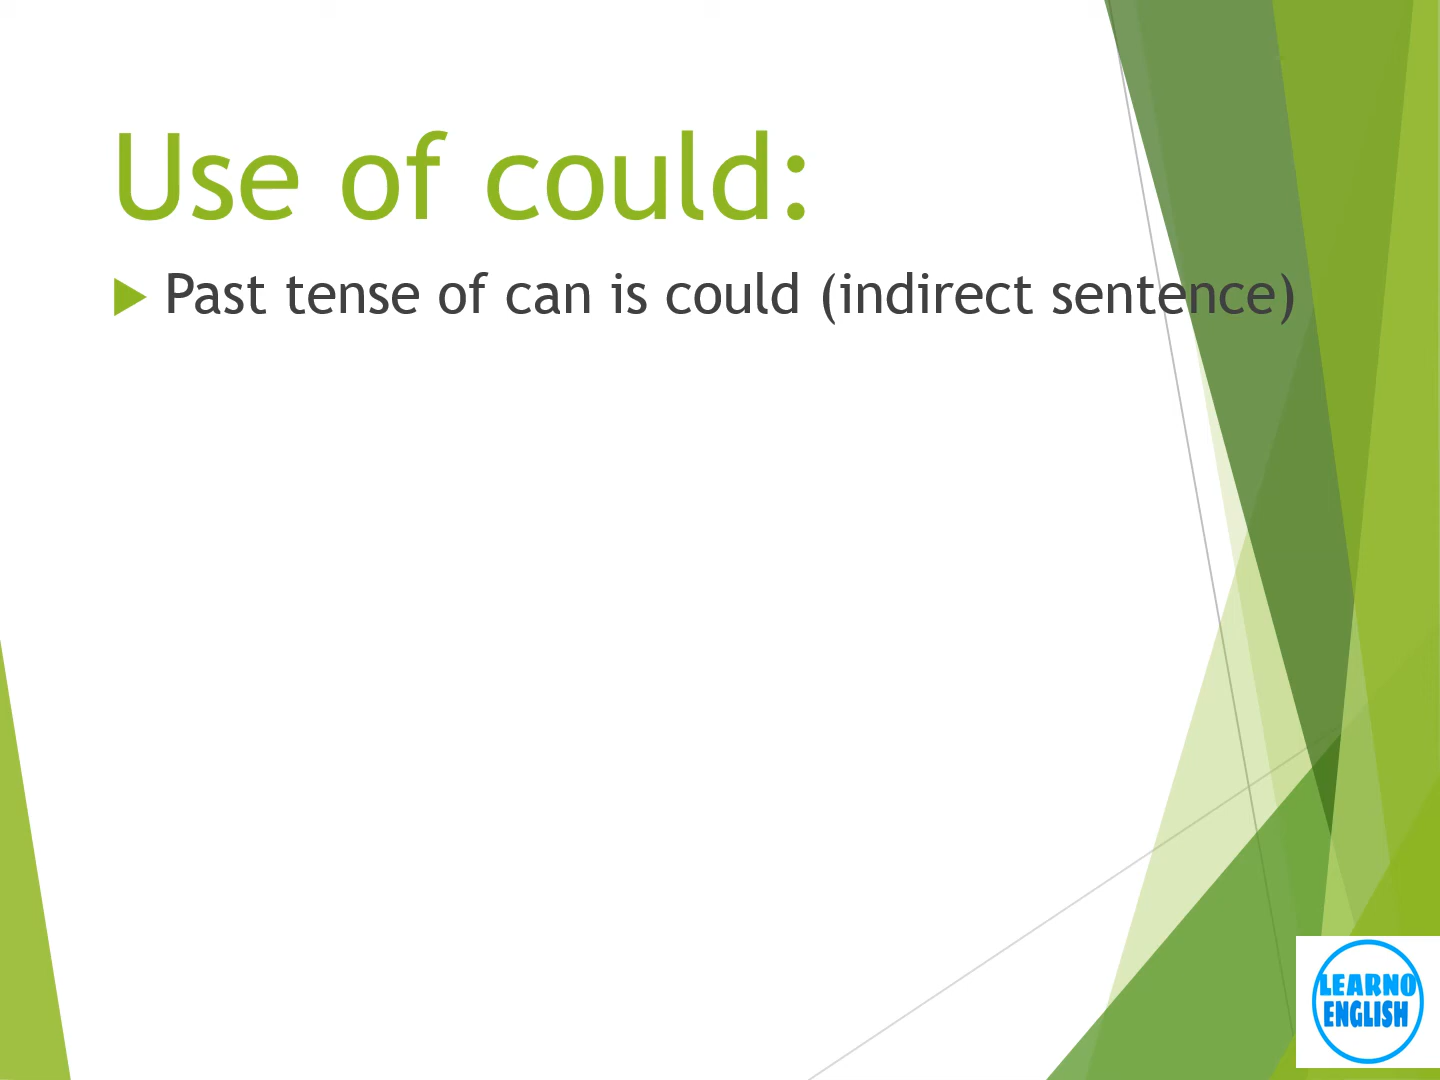 Use of could:
Past tense of can is could (indirect sentence)
LEARNO
ENGLISH